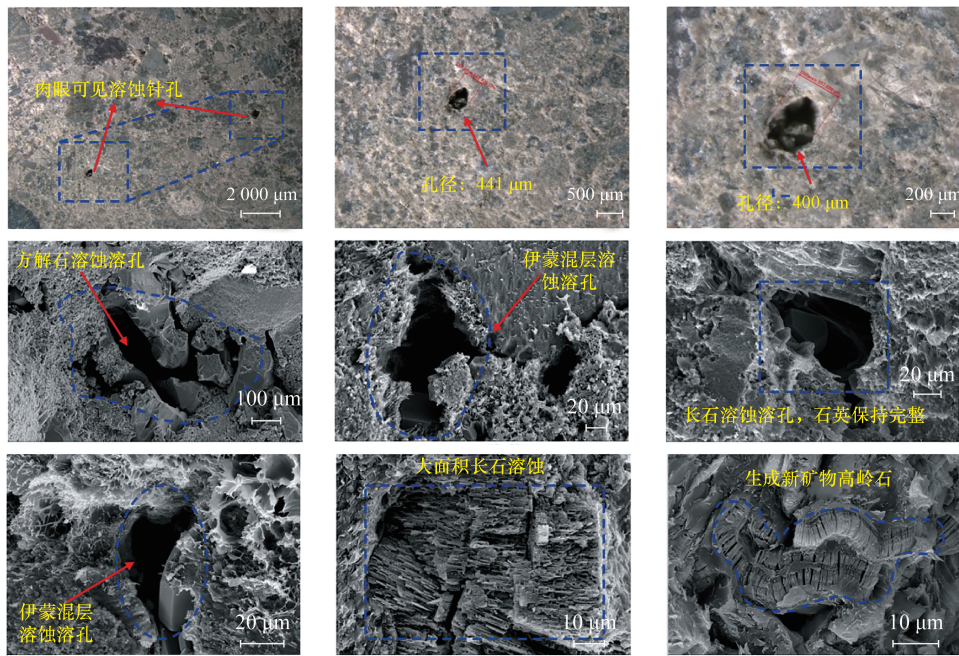 肉眼可见溶蚀针孔
2 000 μm
孔径：441 μm
500 μm
孔径：400 μm
200 μm
方解石溶蚀溶孔
100 μm
伊蒙混层溶
蚀溶孔
20 μm
20 μm
长石溶蚀溶孔，石英保持完整
伊蒙混层
溶蚀溶孔
20 μm
大面积长石溶蚀
10 μm
生成新矿物高岭石
10 μm